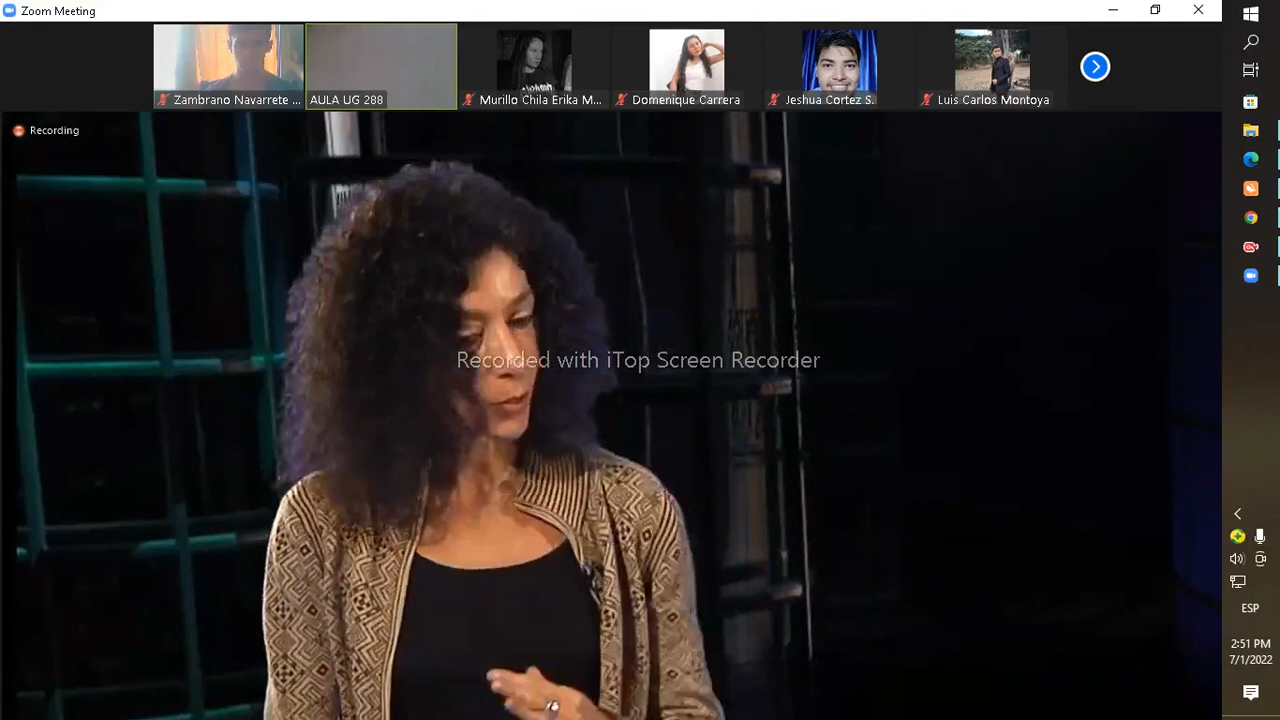 Zoom Meeting
Zambrano Navarrete ...
AULA UG 288
Murillo Chila Erika M...
Domenique Carrera
Jeshua Cortez S.
Luis Carlos Montoya
Recording
Recorded with iTop Screen Recorder
ESP
2:51 PM
7/1/2022